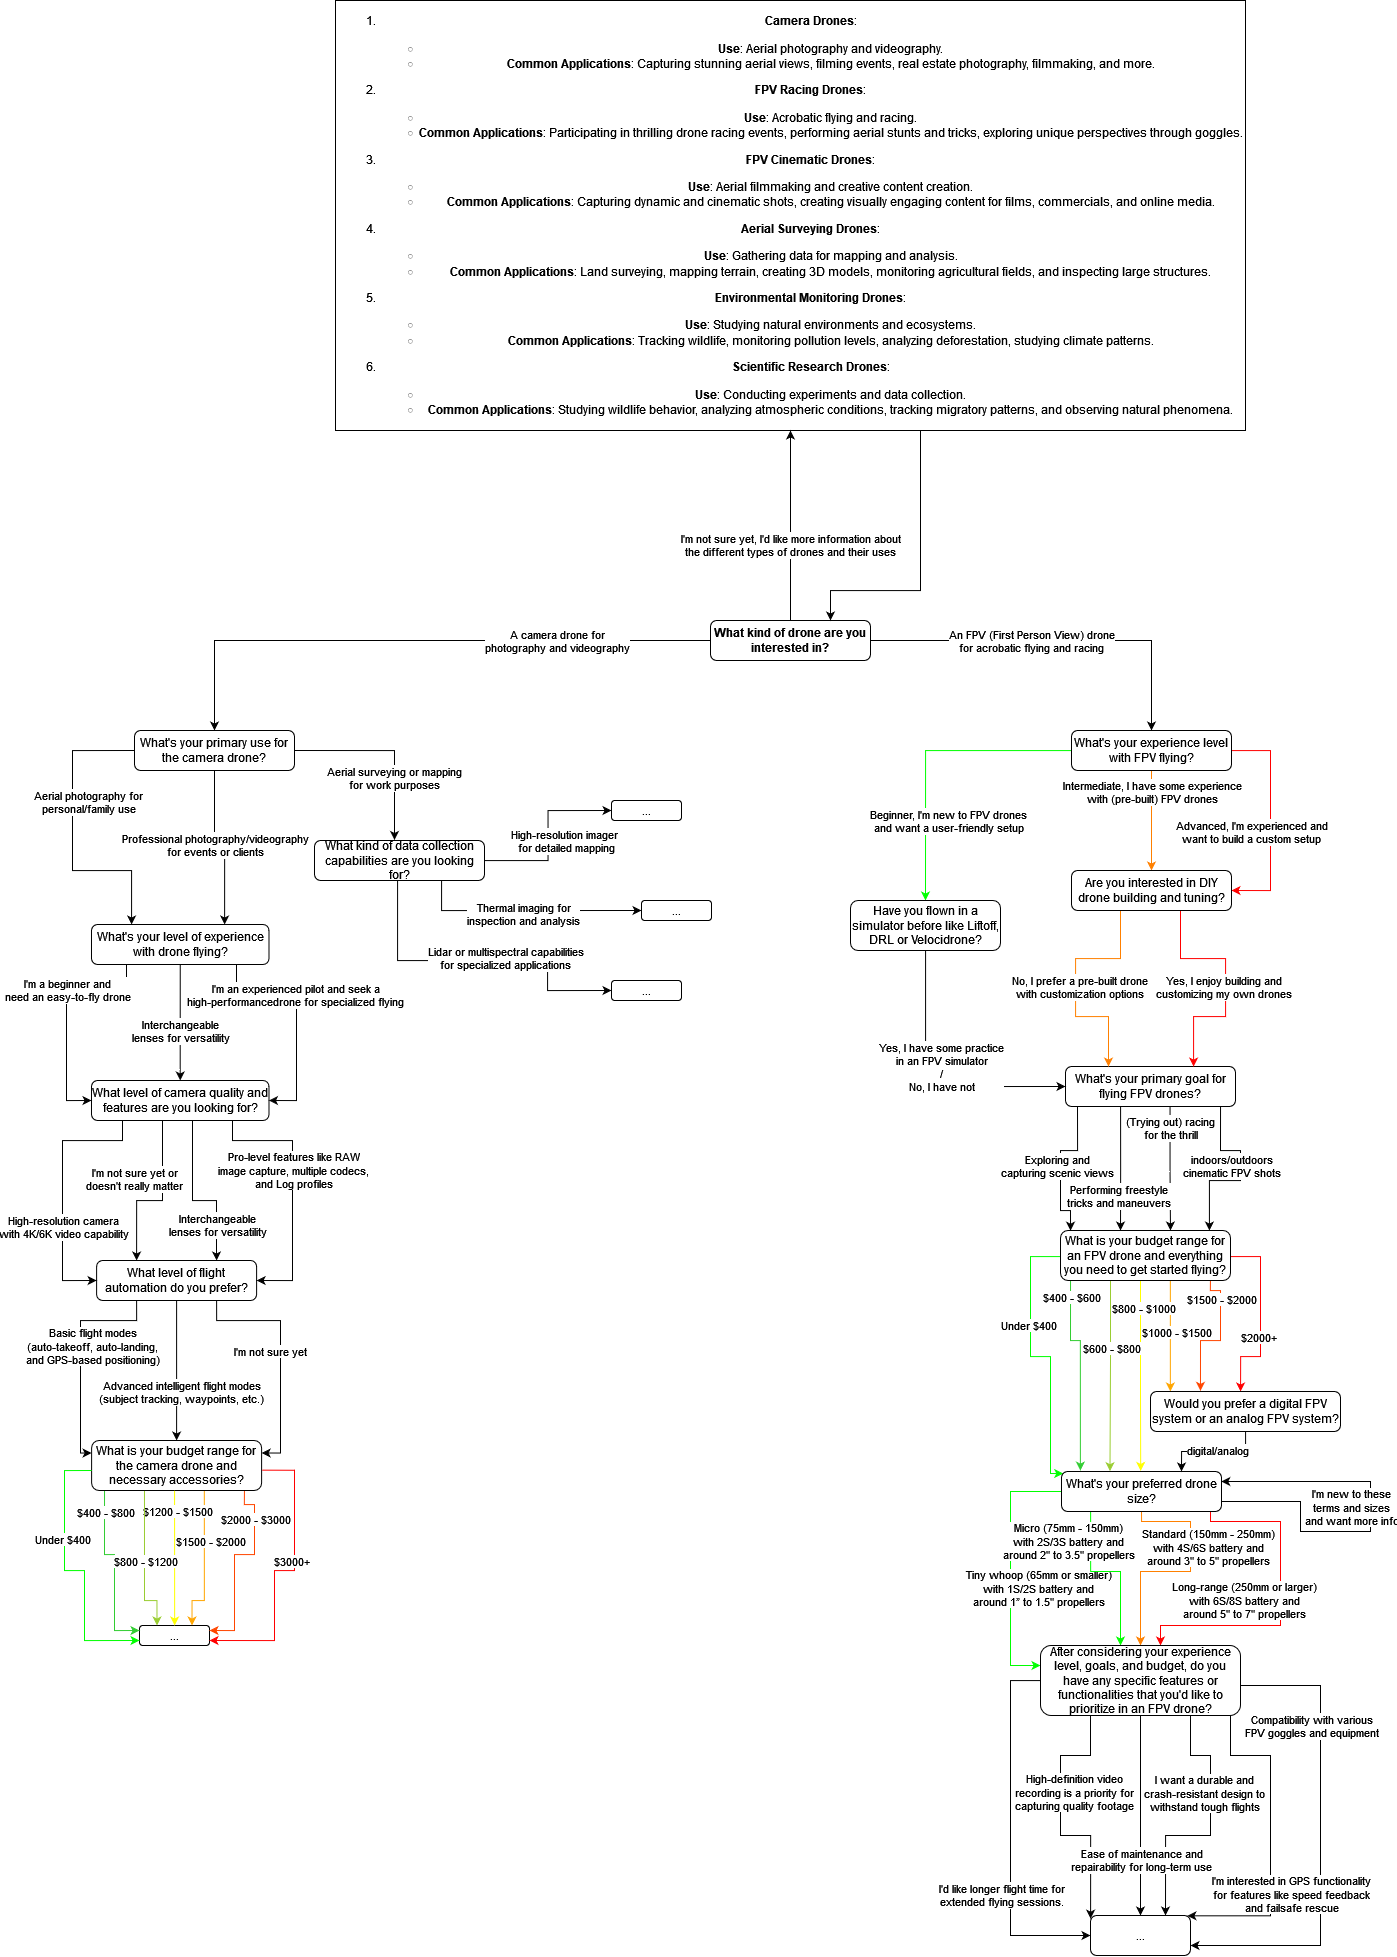 1. Camera Drones:
○ Use: Aerial photography and videography.
○ Common Applications: Capturing stunning aerial views, filming events, real estate photography, filmmaking, and more.
2. FPV Racing Drones:
○ Use: Acrobatic flying and racing.
○ Common Applications: Participating in thrilling drone racing events, performing aerial stunts and tricks, exploring unique perspectives through goggles.
3. FPV Cinematic Drones:
○ Use: Aerial filmmaking and creative content creation.
○ Common Applications: Capturing dynamic and cinematic shots, creating visually engaging content for films, commercials, and online media.
4. Aerial Surveying Drones:
○ Use: Gathering data for mapping and analysis.
○ Common Applications: Land surveying, mapping terrain, creating 3D models, monitoring agricultural fields, and inspecting large structures.
5. Environmental Monitoring Drones:
○ Use: Studying natural environments and ecosystems.
○ Common Applications: Tracking wildlife, monitoring pollution levels, analyzing deforestation, studying climate patterns.
6. Scientific Research Drones:
○ Use: Conducting experiments and data collection.
○ Common Applications: Studying wildlife behavior, analyzing atmospheric conditions, tracking migratory patterns, and observing natural phenomena.
I'm not sure yet, I'd like more information about
the different types of drones and their uses
What kind of drone are you
interested in?
A camera drone for
photography and videography
An FPV (First Person View) drone
for acrobatic flying and racing
What's your primary use for
the camera drone?
Aerial photography for
personal/family use
Professional photography/videography
for events or clients
Aerial surveying or mapping
for work purposes
What kind of data collection
capabilities are you looking
for?
High-resolution imager
for detailed mapping
...
Thermal imaging for
inspection and analysis
...
Lidar or multispectral capabilities
for specialized applications
...
What's your level of experience
with drone flying?
I'm a beginner and
need an easy-to-fly drone
Interchangeable
lenses for versatility
I'm an experienced pilot and seek a
high-performancedrone for specialized flying
What level of camera quality and
features are you looking for?
High-resolution camera
with 4K/6K video capability
I'm not sure yet or
doesn't really matter
Interchangeable
lenses for versatility
Pro-level features like RAW
image capture, multiple codecs,
and Log profiles
What level of flight
automation do you prefer?
Basic flight modes
(auto-takeoff, auto-landing,
and GPS-based positioning)
Advanced intelligent flight modes
(subject tracking, waypoints, etc.)
I'm not sure yet
What is your budget range for
the camera drone and
necessary accessories?
Under $400
$400 - $800
$800 - $1200
$1200 - $1500
$1500 - $2000
$2000 - $3000
$3000+
...
What's your experience level
with FPV flying?
Beginner, I'm new to FPV drones
and want a user-friendly setup
Intermediate, I have some experience
with (pre-built) FPV drones
Advanced, I'm experienced and
want to build a custom setup
Have you flown in a
simulator before like Liftoff,
DRL or Velocidrone?
Are you interested in DIY
drone building and tuning?
No, I prefer a pre-built drone
with customization options
Yes, I enjoy building and
customizing my own drones
Yes, I have some practice
in an FPV simulator
/
No, I have not
What's your primary goal for
flying FPV drones?
Exploring and
capturing scenic views
Performing freestyle
tricks and maneuvers
(Trying out) racing
for the thrill
indoors/outdoors
cinematic FPV shots
What is your budget range for
an FPV drone and everything
you need to get started flying?
Under $400
$400 - $600
$600 - $800
$800 - $1000
$1000 - $1500
$1500 - $2000
$2000+
Would you prefer a digital FPV
system or an analog FPV system?
digital/analog
What's your preferred drone
size?
I'm new to these
terms and sizes
and want more info
Micro (75mm - 150mm)
with 2S/3S battery and
around 2" to 3.5" propellers
Standard (150mm - 250mm)
with 4S/6S battery and
around 3" to 5" propellers
Tiny whoop (65mm or smaller)
with 1S/2S battery and
around 1” to 1.5" propellers
Long-range (250mm or larger)
with 6S/8S battery and
around 5" to 7" propellers
After considering your experience
level, goals, and budget, do you
have any specific features or
functionalities that you'd like to
prioritize in an FPV drone?
Compatibility with various
FPV goggles and equipment
High-definition video
recording is a priority for
capturing quality footage
I want a durable and
crash-resistant design to
withstand tough flights
Ease of maintenance and
repairability for long-term use
I'd like longer flight time for
extended flying sessions.
I'm interested in GPS functionality
for features like speed feedback
and failsafe rescue
...